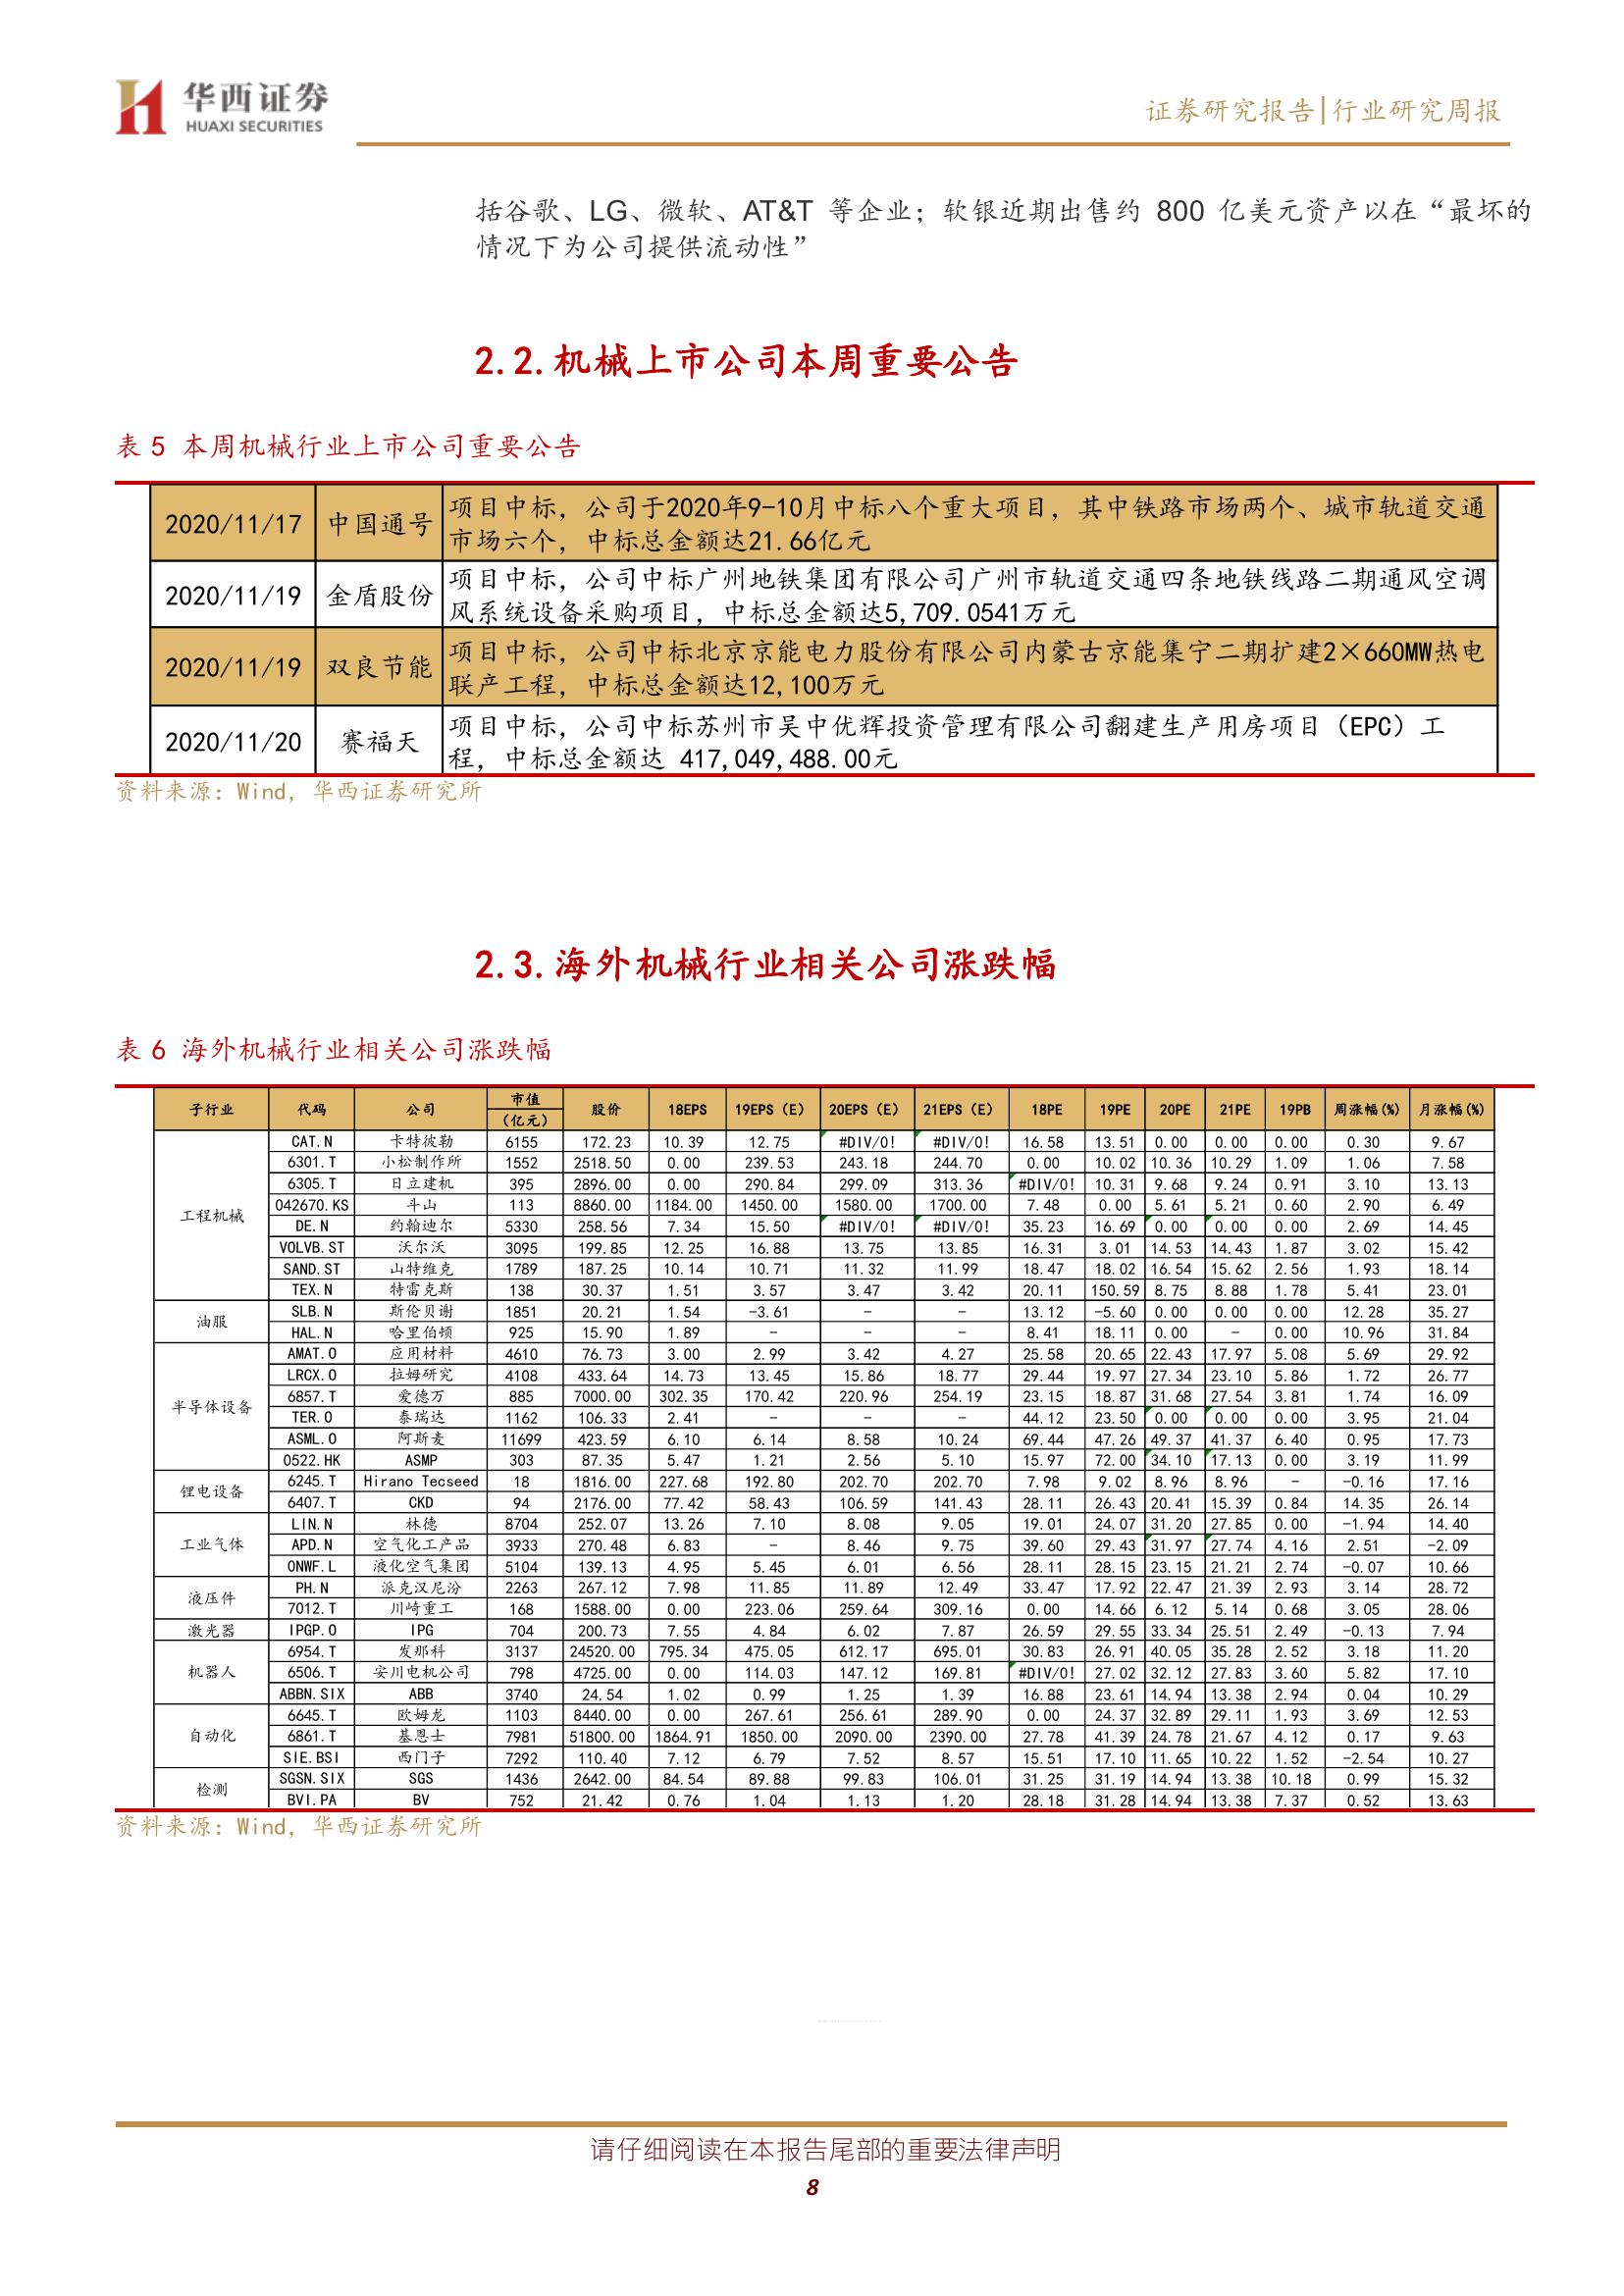 华西证券
HUAXI SECURITIES
证券研究报告|行业研究周报
括谷歌、LG、微软、AT&T 等企业；软银近期出售约 800 亿美元资产以在“最坏的
情况下为公司提供流动性”
2.2.机械上市公司本周重要公告
表 5 本周机械行业上市公司重要公告
2020/11/17 中国通号 项目中标，公司于2020年9-10月中标八个重大项目，其中铁路市场两个、城市轨道交通
市场六个，中标总金额达21.66亿元
2020/11/19 金盾股份 项目中标，公司中标广州地铁集团有限公司广州市轨道交通四条地铁线路二期通风空调
风系统设备采购项目，中标总金额达5,709.0541万元
2020/11/19 双良节能 项目中标，公司中标北京京能电力股份有限公司内蒙古京能集宁二期扩建2×660MW热电
联产工程，中标总金额达12,100万元
2020/11/20 赛福天 项目中标，公司中标苏州市吴中优辉投资管理有限公司翻建生产用房项目（EPC）工
程，中标总金额达 417,049,488.00元
资料来源：Wind，华西证券研究所
2.3.海外机械行业相关公司涨跌幅
表 6 海外机械行业相关公司涨跌幅
子行业 代码 公司 市值（亿元） 股价 18EPS 19EPS（E） 20EPS（E） 21EPS（E） 18PE 19PE 20PE 21PE 19PB 周涨幅(%) 月涨幅(%)
工程机械 CAT.N 卡特彼勒 6155 172.23 10.39 12.75 #DIV/0! #DIV/0! 16.58 13.51 0.00 0.00 0.00 0.30 9.67
6301.T 小松制作所 1552 2518.50 0.00 239.53 243.18 244.70 0.00 10.02 10.36 10.29 1.09 1.06 7.58
6305.T 日立建机 395 2896.00 0.00 290.84 299.09 313.36 #DIV/0! 10.31 9.68 9.24 0.91 3.10 13.13
042670.KS 斗山 113 8860.00 1184.00 1450.00 1580.00 1700.00 7.48 0.00 5.61 5.21 0.60 2.90 6.49
DE.N 约翰迪尔 5330 258.56 7.34 15.50 #DIV/0! #DIV/0! 35.23 16.69 0.00 0.00 0.00 2.69 14.45
VOLVB.ST 沃尔沃 3095 199.85 12.25 16.88 13.75 13.85 16.31 3.01 14.53 14.43 1.87 3.02 15.42
SAND.ST 山特维克 1789 187.25 10.14 10.71 11.32 11.99 18.47 18.02 16.54 15.62 2.56 1.93 18.14
TEX.N 特雷克斯 138 30.37 1.51 3.57 3.47 3.42 20.11 150.59 8.75 8.88 1.78 5.41 23.01
油服 SLB.N 斯伦贝谢 1851 20.21 1.54 -3.61 - - 13.12 -5.60 0.00 0.00 0.00 12.28 35.27
HAL.N 哈里伯顿 925 15.90 1.89 - - - 8.41 18.11 0.00 - 0.00 10.96 31.84
半导体设备 AMAT.O 应用材料 4610 76.73 3.00 2.99 3.42 4.27 25.58 20.65 22.43 17.97 5.08 5.69 29.92
LRCX.O 拉姆研究 4108 433.64 14.73 13.45 15.86 18.77 29.44 19.97 27.34 23.10 5.86 1.72 26.77
6857.T 爱德万 885 7000.00 302.35 170.42 220.96 254.19 23.15 18.87 31.68 27.54 3.81 1.74 16.09
TER.O 泰瑞达 1162 106.33 2.41 - - - 44.12 23.50 0.00 0.00 0.00 3.95 21.04
ASML.O 阿斯麦 11699 423.59 6.10 6.14 8.58 10.24 69.44 47.26 49.37 41.37 6.40 0.95 17.73
0522.HK ASMP 303 87.35 5.47 1.21 2.56 5.10 15.97 72.00 34.10 17.13 0.00 3.19 11.99
锂电设备 6245.T Hirano Tecseed 18 1816.00 227.68 192.80 202.70 202.70 7.98 9.02 8.96 8.96 - -0.16 17.16
6407.T CKD 94 2176.00 77.42 58.43 106.59 141.43 28.11 26.43 20.41 15.39 0.84 14.35 26.14
工业气体 LIN.N 林德 8704 252.07 13.26 7.10 8.08 9.05 19.01 24.07 31.20 27.85 0.00 -1.94 14.40
APD.N 空气化工产品 3933 270.48 6.83 - 8.46 9.75 39.60 29.43 31.97 27.74 4.16 2.51 -2.09
0NWF.L 液化空气集团 5104 139.13 4.95 5.45 6.01 6.56 28.11 28.15 23.15 21.21 2.74 -0.07 10.66
液压件 PH.N 派克汉尼汾 2263 267.12 7.98 11.85 11.89 12.49 33.47 17.92 22.47 21.39 2.93 3.14 28.72
7012.T 川崎重工 168 1588.00 0.00 223.06 259.64 309.16 0.00 14.66 6.12 5.14 0.68 3.05 28.06
激光器 IPGP.O IPG 704 200.73 7.55 4.84 6.02 7.87 26.59 29.55 33.34 25.51 2.49 -0.13 7.94
机器人 6954.T 发那科 3137 24520.00 795.34 475.05 612.17 695.01 30.83 26.91 40.05 35.28 2.52 3.18 11.20
6506.T 安川电机公司 798 4725.00 0.00 114.03 147.12 169.81 #DIV/0! 27.02 32.12 27.83 3.60 5.82 17.10
ABBN.SIX ABB 3740 24.54 1.02 0.99 1.25 1.39 16.88 23.61 14.94 13.38 2.94 0.04 10.29
自动化 6645.T 欧姆龙 1103 8440.00 0.00 267.61 256.61 289.90 0.00 24.37 32.89 29.11 1.93 3.69 12.53
6861.T 基恩士 7981 51800.00 1864.91 1850.00 2090.00 2390.00 27.78 41.39 24.78 21.67 4.12 0.17 9.63
SIE.BSI 西门子 7292 110.40 7.12 6.79 7.52 8.57 15.51 17.10 11.65 10.22 1.52 -2.54 10.27
检测 SGSN.SIX SGS 1436 2642.00 84.54 89.88 99.83 106.01 31.25 31.19 14.94 13.38 10.18 0.99 15.32
BVI.PA BV 752 21.42 0.76 1.04 1.13 1.20 28.18 31.28 14.94 13.38 7.37 0.52 13.63
资料来源：Wind，华西证券研究所
请仔细阅读在本报告尾部的重要法律声明
8